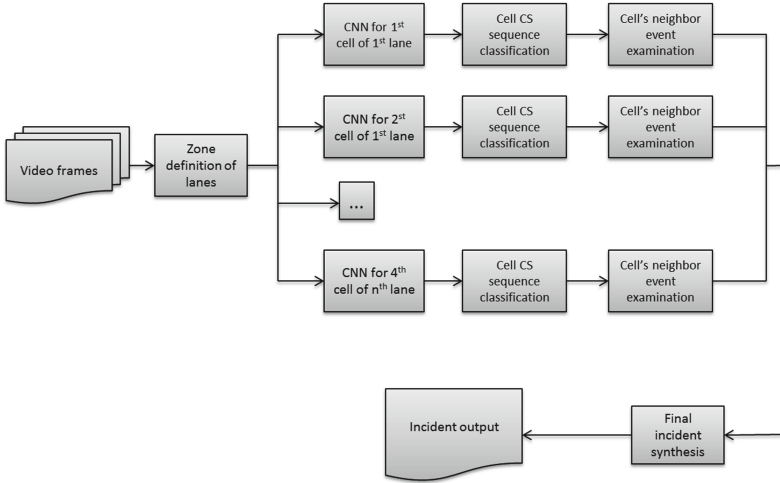 CNN for 1st
cell of 1st lane
Cell CS
sequence
classification
Cell's neighbor
event
examination
CNN for 2st
cell of 1st lane
Cell CS
sequence
classification
Cell's neighbor
event
examination
Video frames
Zone
definition of
lanes
...
CNN for 4th
cell of nth lane
Cell CS
sequence
classification
Cell's neighbor
event
examination
Incident output
Final
incident
synthesis